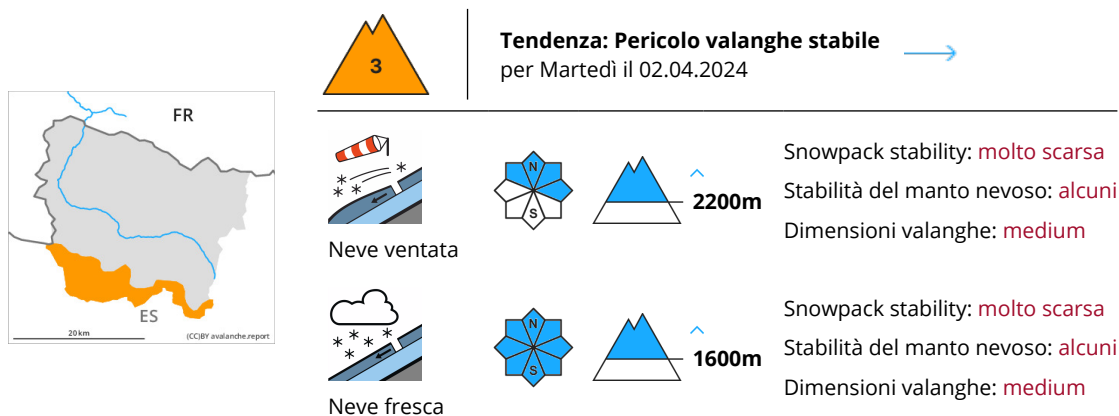 3
Tendenza: Pericolo valanghe stabile
per Martedì il 02.04.2024
FR
ES
20 km
(CC)BY avalanche.report
Neve ventata
N
S
2200m
Snowpack stability: molto scarsa
Stabilità del manto nevoso: alcuni
Dimensioni valanghe: medium
Neve fresca
N
S
1600m
Snowpack stability: molto scarsa
Stabilità del manto nevoso: alcuni
Dimensioni valanghe: medium